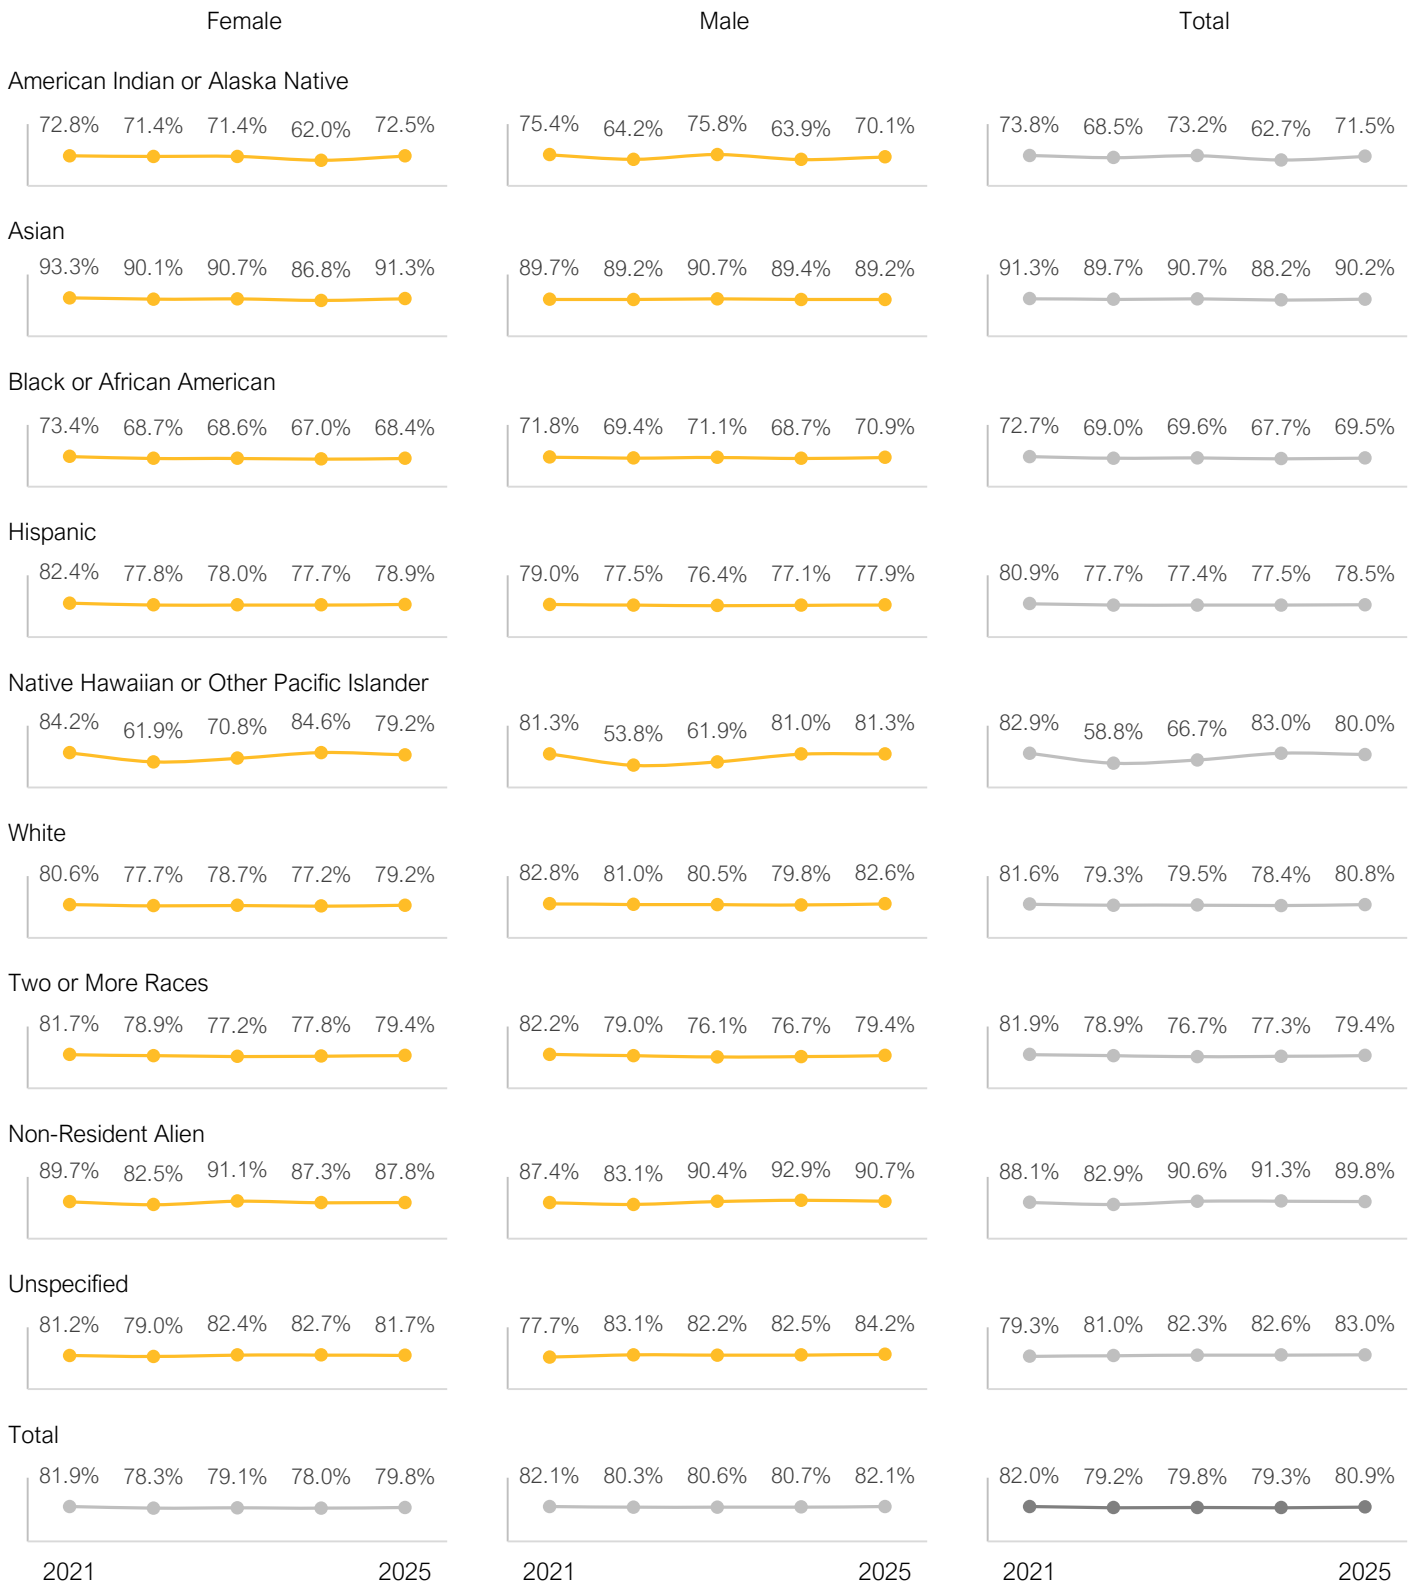 Female Male Total
American Indian or Alaska Native
72.8% 71.4% 71.4% 62.0% 72.5% 75.4% 64.2% 75.8% 63.9% 70.1% 73.8% 68.5% 73.2% 62.7% 71.5%
Asian
93.3% 90.1% 90.7% 86.8% 91.3% 89.7% 89.2% 90.7% 89.4% 89.2% 91.3% 89.7% 90.7% 88.2% 90.2%
Black or African American
73.4% 68.7% 68.6% 67.0% 68.4% 71.8% 69.4% 71.1% 68.7% 70.9% 72.7% 69.0% 69.6% 67.7% 69.5%
Hispanic
82.4% 77.8% 78.0% 77.7% 78.9% 79.0% 77.5% 76.4% 77.1% 77.9% 80.9% 77.7% 77.4% 77.5% 78.5%
Native Hawaiian or Other Pacific Islander
84.2% 61.9% 70.8% 84.6% 79.2% 81.3% 53.8% 61.9% 81.0% 81.3% 82.9% 58.8% 66.7% 83.0% 80.0%
White
80.6% 77.7% 78.7% 77.2% 79.2% 82.8% 81.0% 80.5% 79.8% 82.6% 81.6% 79.3% 79.5% 78.4% 80.8%
Two or More Races
81.7% 78.9% 77.2% 77.8% 79.4% 82.2% 79.0% 76.1% 76.7% 79.4% 81.9% 78.9% 76.7% 77.3% 79.4%
Non-Resident Alien
89.7% 82.5% 91.1% 87.3% 87.8% 87.4% 83.1% 90.4% 92.9% 90.7% 88.1% 82.9% 90.6% 91.3% 89.8%
Unspecified
81.2% 79.0% 82.4% 82.7% 81.7% 77.7% 83.1% 82.2% 82.5% 84.2% 79.3% 81.0% 82.3% 82.6% 83.0%
Total
81.9% 78.3% 79.1% 78.0% 79.8% 82.1% 80.3% 80.6% 80.7% 82.1% 82.0% 79.2% 79.8% 79.3% 80.9%
2021 2025 2021 2025 2021 2025